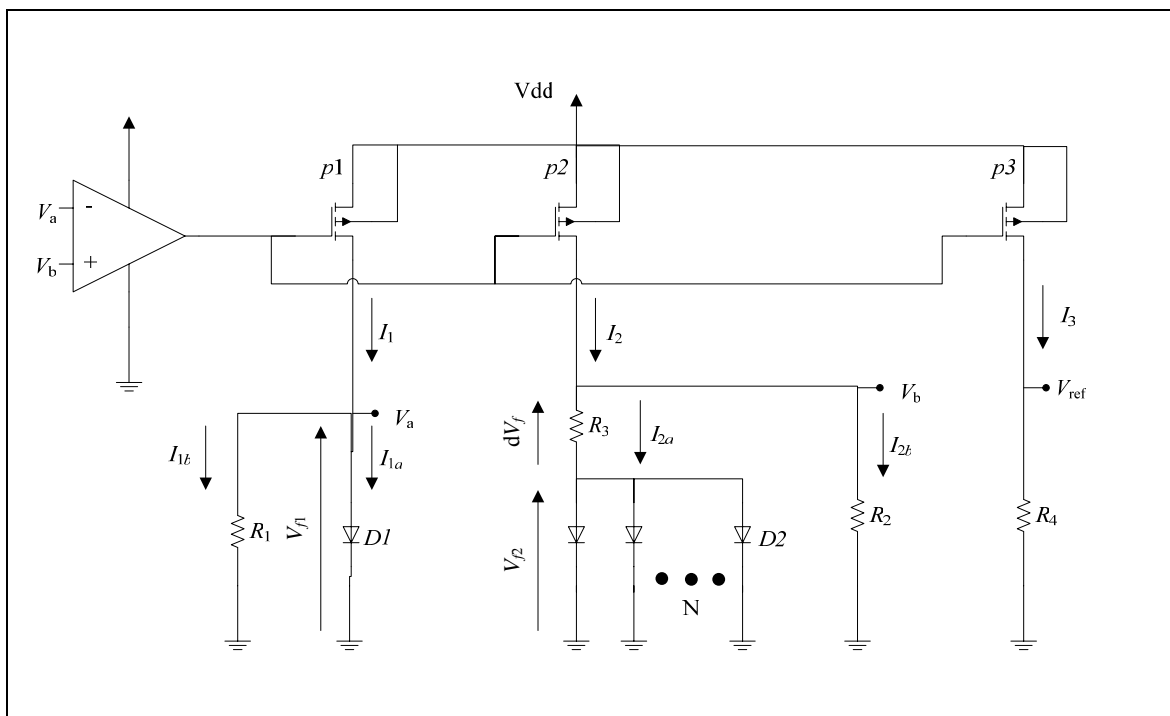 Vdd
p1
p2
p3
Va
-
Vb
+
I1
I2
I3
Va
Vb
Vref
I1b
Vf1
I1a
dVf
R3
I2a
I2b
R1
D1
Vf2
D2
R2
R4
N